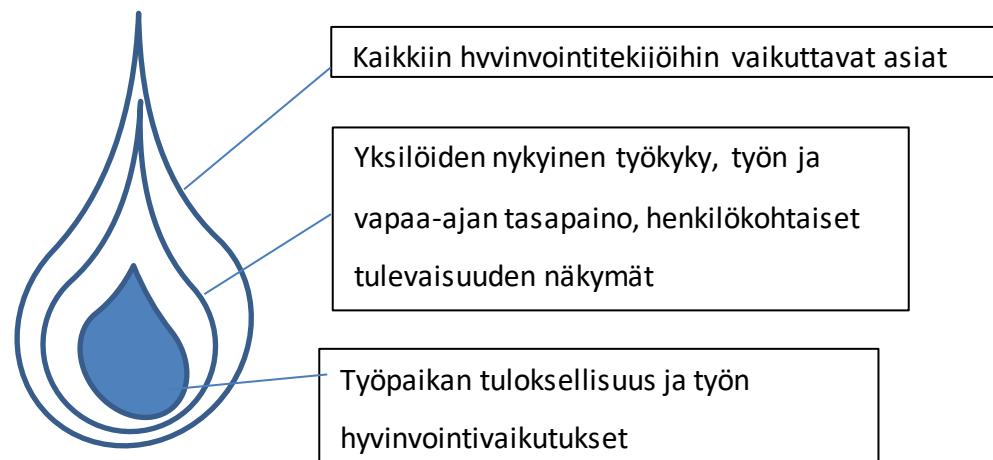 Kaikkiin hyvinvointitekijöihin vaikuttavat asiat
Yksilöiden nykyinen työkyky, työn ja
vapaa-ajan tasapaino, henkilökohtaiset
tulevaisuuden näkymät
Työpaikan tuloksellisuus ja työn
hyvinvointivaikutukset